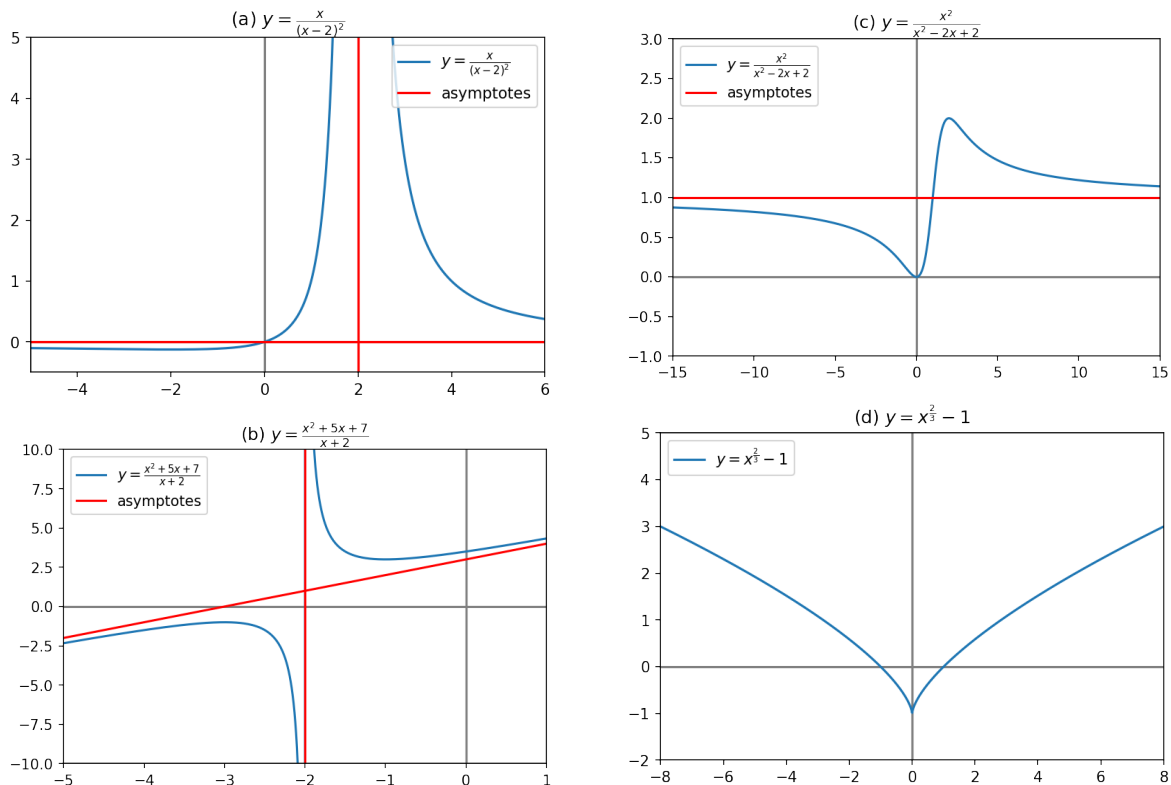 (a) y = x/(x − 2)²
5
4
3
2
1
0
y = x/(x−2)²
asymptotes
−4 −2 0 2 4 6
(c) y = x²/(x² − 2x + 2)
3.0
2.5
2.0
1.5
1.0
0.5
0.0
−0.5
−1.0
y = x²/(x²−2x+2)
asymptotes
−15 −10 −5 0 5 10 15
(b) y = (x² + 5x + 7)/(x + 2)
10.0
7.5
5.0
2.5
0.0
−2.5
−5.0
−7.5
−10.0
y = (x²+5x+7)/(x+2)
asymptotes
−5 −4 −3 −2 −1 0 1
(d) y = x^(2/3) − 1
5
4
3
2
1
0
−1
−2
y = x^(2/3) − 1
−8 −6 −4 −2 0 2 4 6 8